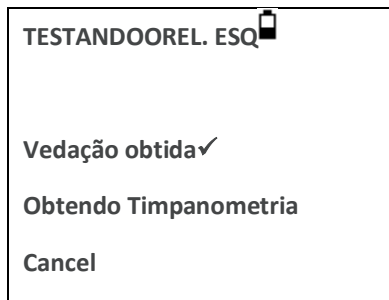 TESTANDOOREL. ESQ
Vedação obtida✓
Obtendo Timpanometria
Cancel